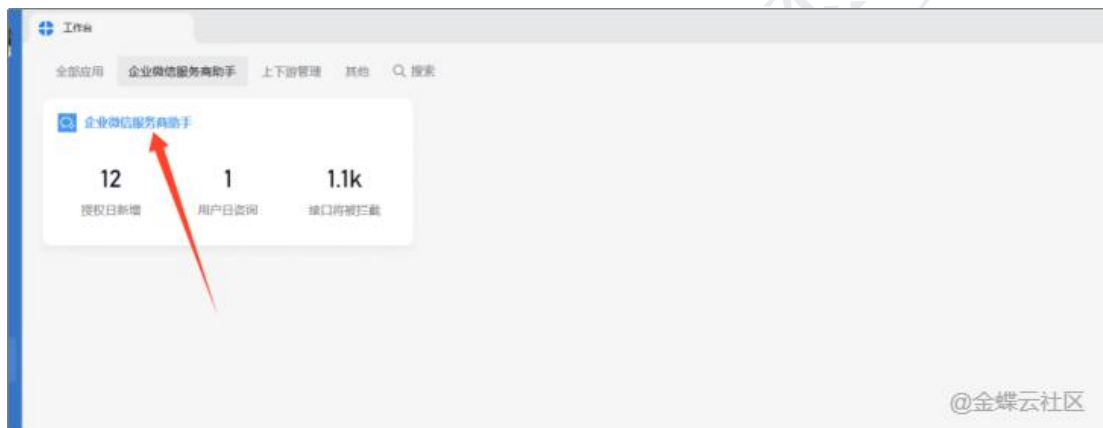 工作台
全部应用 企业微信服务商助手 上下游管理 其他 搜索
企业微信服务商助手
12 1 1.1k
授权日新增 用户日咨询 接口将被拦截
@金蝶云社区